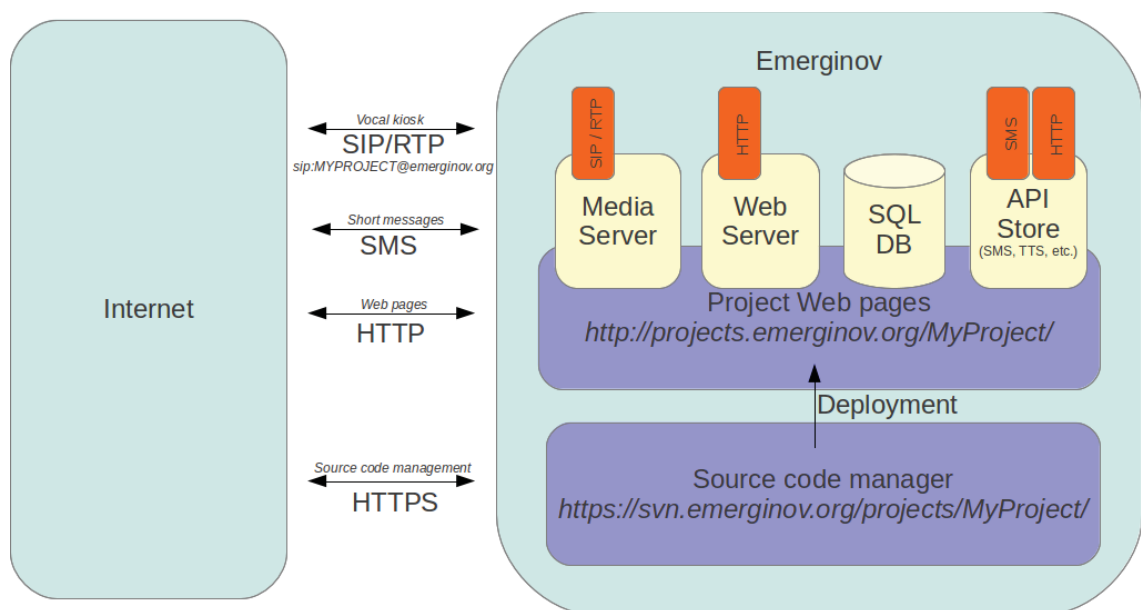 Emerginov
SIP / RTP
HTTP
SMS
HTTP
Vocal kiosk
SIP/RTP
sip:MYPROJECT@emerginov.org
Media
Server
Web
Server
SQL
DB
API
Store
(SMS, TTS, etc.)
Short messages
SMS
Internet
Web pages
HTTP
Project Web pages
http://projects.emerginov.org/MyProject/
Deployment
Source code management
HTTPS
Source code manager
https://svn.emerginov.org/projects/MyProject/